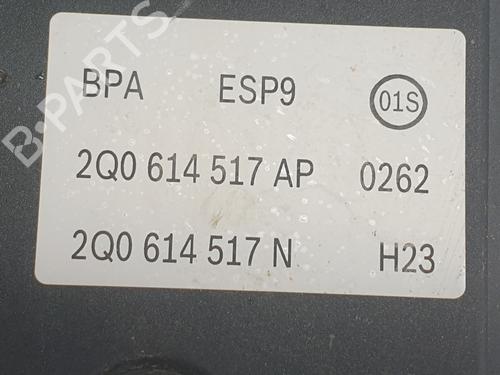 BPA ESP9 01S
2Q0 614 517 AP 0262
2Q0 614 517 N H23
B-PARTS